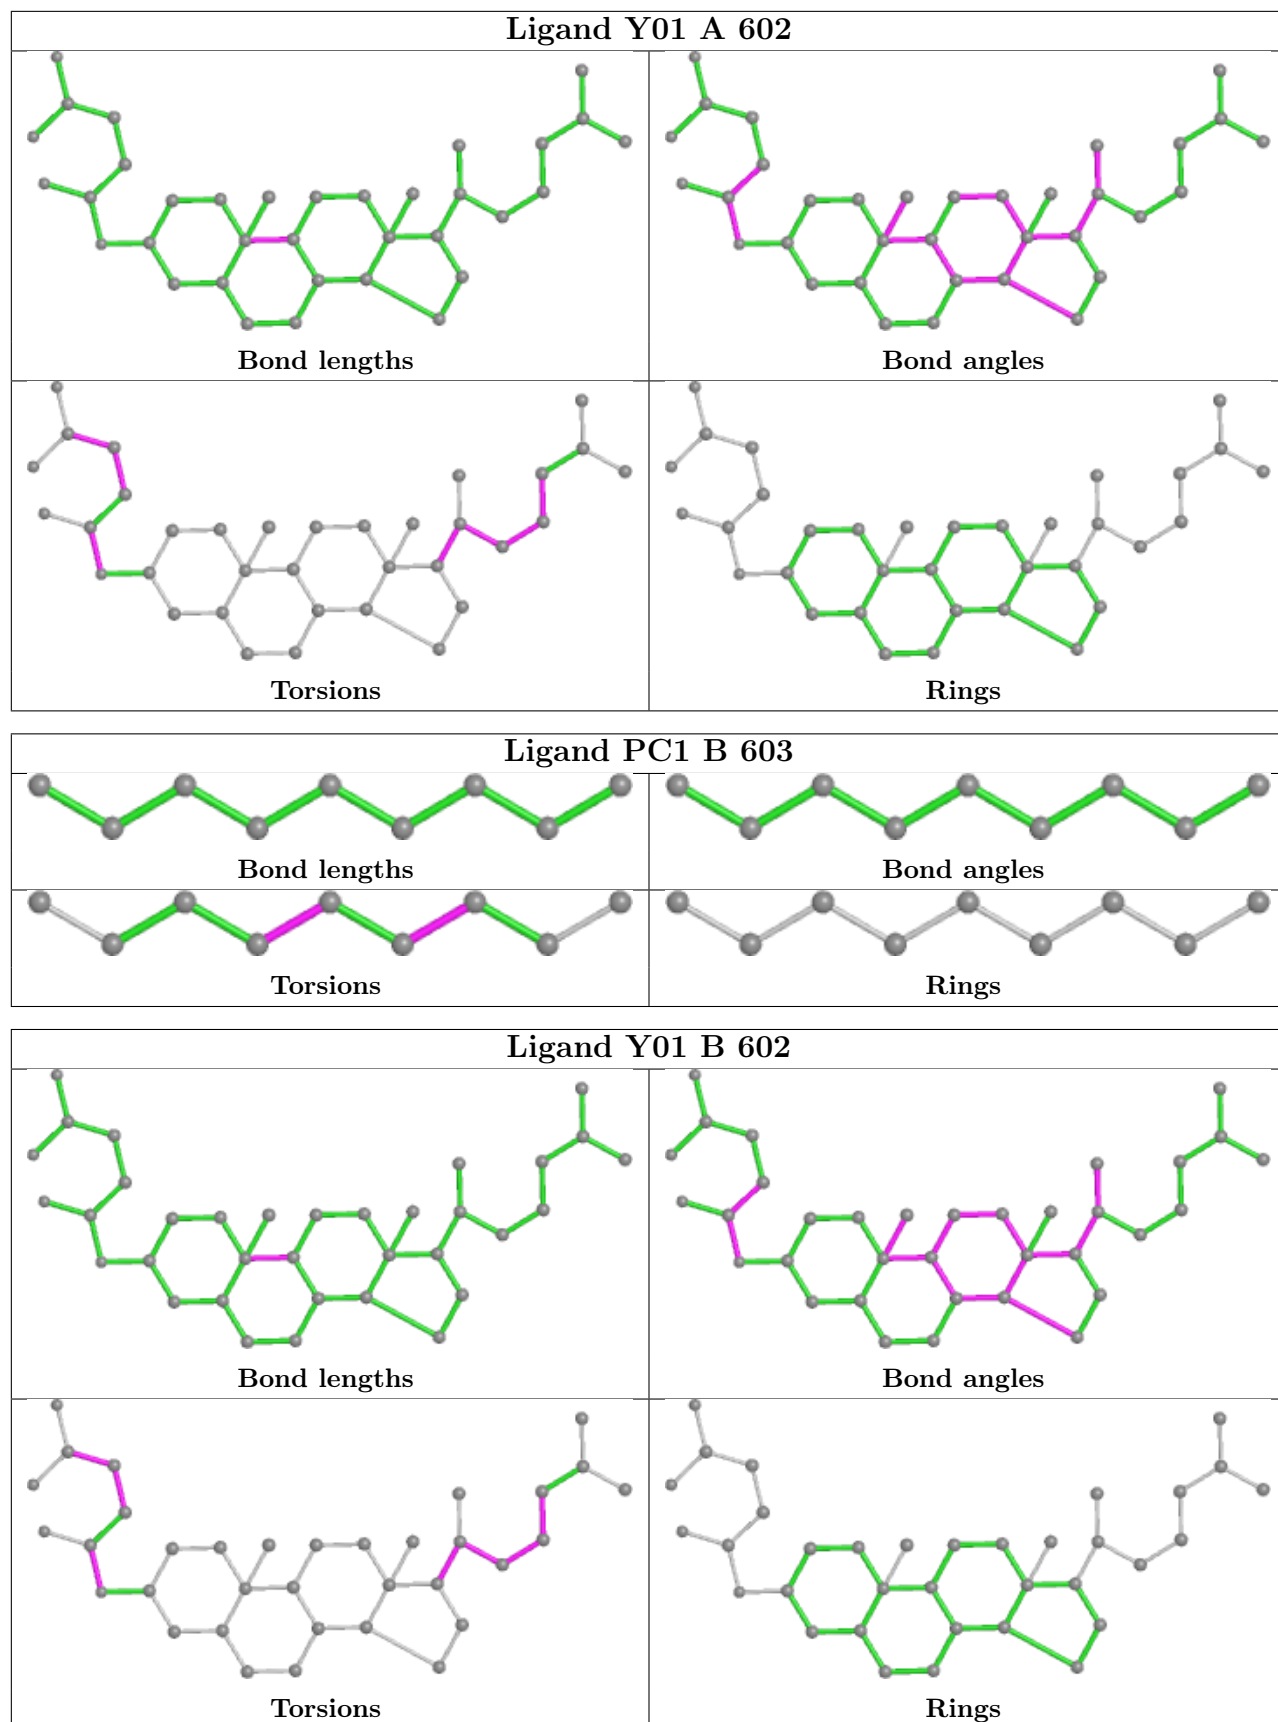 Ligand Y01 A 602
Bond lengths
Bond angles
Torsions
Rings
Ligand PC1 B 603
Bond lengths
Bond angles
Torsions
Rings
Ligand Y01 B 602
Bond lengths
Bond angles
Torsions
Rings